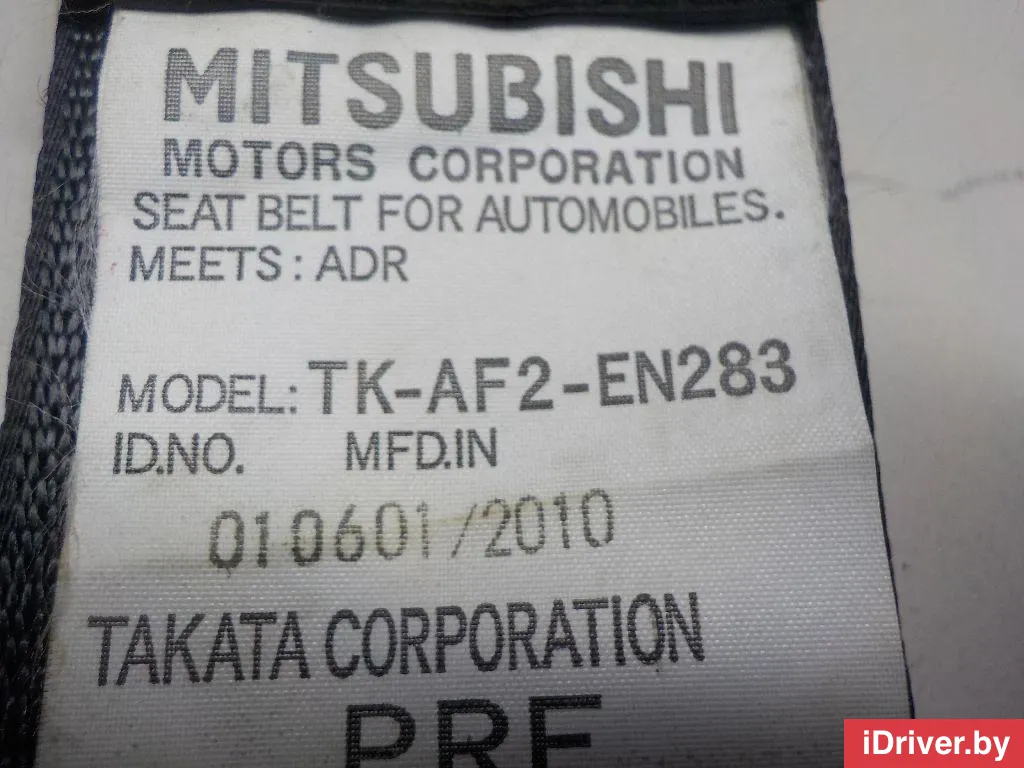 MITSUBISHI
MOTORS CORPORATION
SEAT BELT FOR AUTOMOBILES.
MEETS: ADR
MODEL: TK-AF2-EN283
ID.NO. MFD.IN
010601/2010
TAKATA CORPORATION
iDriver.by